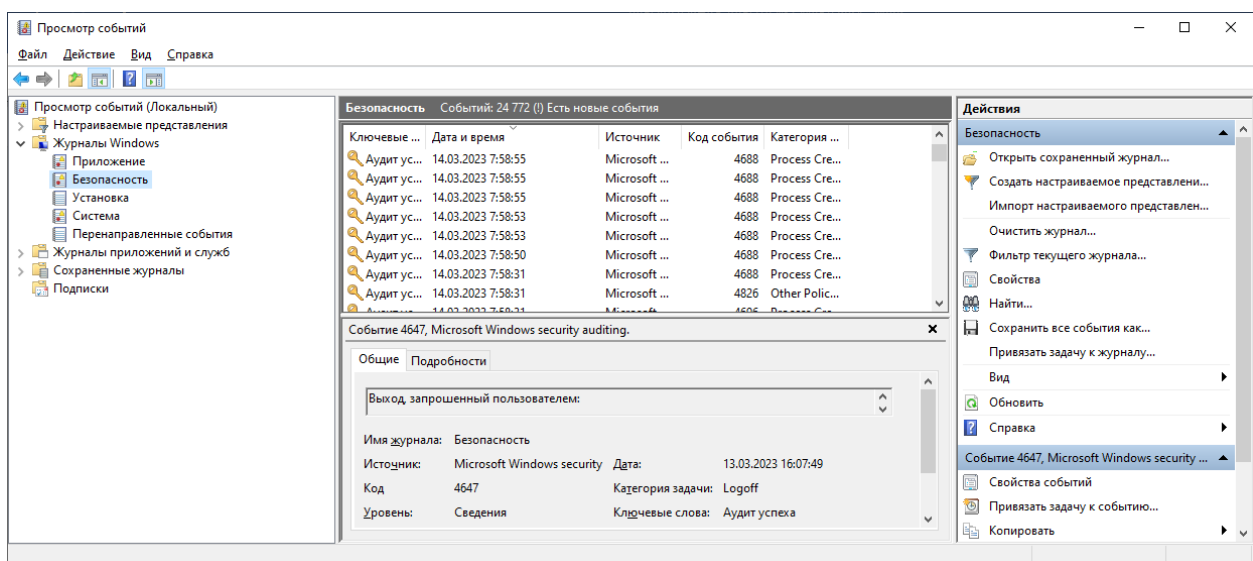 Просмотр событий
Файл Действие Вид Справка
Просмотр событий (Локальный)
Настраиваемые представления
Журналы Windows
Приложение
Безопасность
Установка
Система
Перенаправленные события
Журналы приложений и служб
Сохраненные журналы
Подписки
Безопасность Событий: 24 772 (!) Есть новые события
Ключевые ... Дата и время Источник Код события Категория ...
Аудит ус... 14.03.2023 7:58:55 Microsoft ... 4688 Process Cre...
Аудит ус... 14.03.2023 7:58:55 Microsoft ... 4688 Process Cre...
Аудит ус... 14.03.2023 7:58:55 Microsoft ... 4688 Process Cre...
Аудит ус... 14.03.2023 7:58:53 Microsoft ... 4688 Process Cre...
Аудит ус... 14.03.2023 7:58:53 Microsoft ... 4688 Process Cre...
Аудит ус... 14.03.2023 7:58:50 Microsoft ... 4688 Process Cre...
Аудит ус... 14.03.2023 7:58:31 Microsoft ... 4688 Process Cre...
Аудит ус... 14.03.2023 7:58:31 Microsoft ... 4826 Other Polic...
Событие 4647, Microsoft Windows security auditing.
Общие Подробности
Выход, запрошенный пользователем:
Имя журнала: Безопасность
Источник: Microsoft Windows security Дата: 13.03.2023 16:07:49
Код 4647 Категория задачи: Logoff
Уровень: Сведения Ключевые слова: Аудит успеха
Действия
Безопасность
Открыть сохраненный журнал...
Создать настраиваемое представлени...
Импорт настраиваемого представлен...
Очистить журнал...
Фильтр текущего журнала...
Свойства
Найти...
Сохранить все события как...
Привязать задачу к журналу...
Вид
Обновить
Справка
Событие 4647, Microsoft Windows security ...
Свойства событий
Привязать задачу к событию...
Копировать